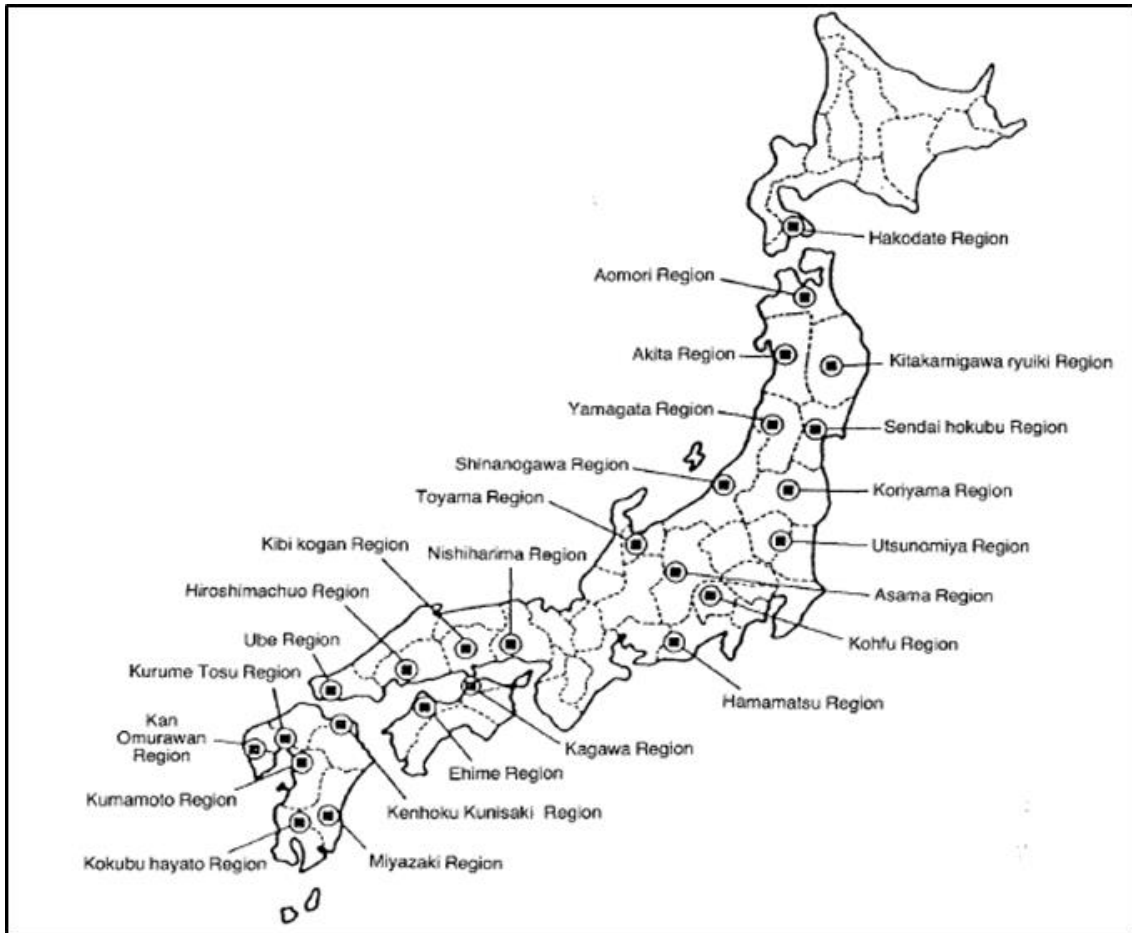 Hakodate Region
Aomori Region
Akita Region
Kitakamigawa ryuiki Region
Yamagata Region
Sendai hokubu Region
Shinanogawa Region
Koriyama Region
Toyama Region
Kibi kogan Region
Nishiharima Region
Utsunomiya Region
Hiroshimachuo Region
Asama Region
Ube Region
Kohfu Region
Kurume Tosu Region
Hamamatsu Region
Kan
Omurawan
Region
Kagawa Region
Ehime Region
Kumamoto Region
Kenhoku Kunisaki Region
Kokubu hayato Region
Miyazaki Region